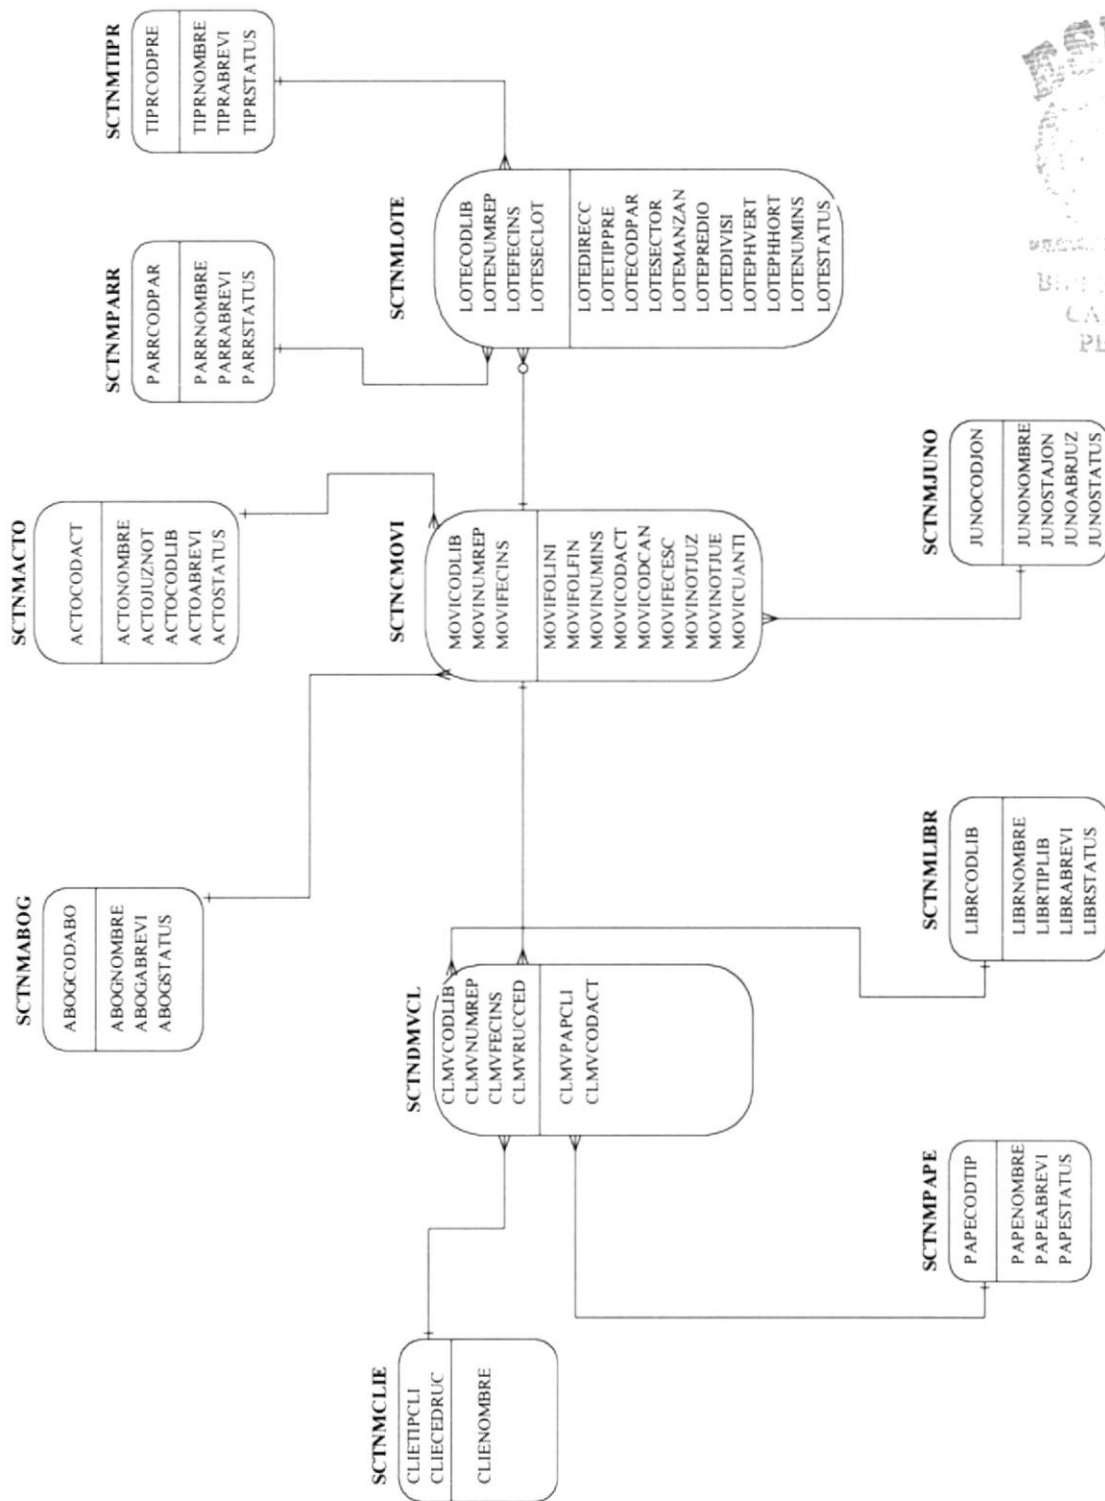 SCTNMTIPR
TIPRCODPRE
TIPRNOMBRE
TIPRABREVI
TIPRSTATUS
SCTNMPARR
PARRCODPAR
PARRNOMBRE
PARRABREVI
PARRSTATUS
SCTNMLOTE
LOTECODLIB
LOTENUMREP
LOTEFECINS
LOTESECLOT
LOTEDIRECC
LOTETIPPRE
LOTECODPAR
LOTESECTOR
LOTEMANZAN
LOTEPREDIO
LOTEDIVISI
LOTEPHVERT
LOTEPHHORT
LOTENUMINS
LOTESTATUS
SCTNMACTO
ACTOCODACT
ACTONOMBRE
ACTOJUZNOT
ACTOCODLIB
ACTOABREVI
ACTOSTATUS
SCTNCMOVI
MOVICODLIB
MOVINUMREP
MOVIFECINS
MOVIFOLINI
MOVIFOLFIN
MOVINUMINS
MOVICODACT
MOVICODCAN
MOVIFECESC
MOVINOTJUZ
MOVINOTJUE
MOVICUANTI
SCTNMJUNO
JUNOCODJON
JUNONOMBRE
JUNOSTAJON
JUNOABRJUZ
JUNOSTATUS
SCTNMABOG
ABOGCODABO
ABOGNOMBRE
ABOGABREVI
ABOGSTATUS
SCTNDMVCL
CLMVCODLIB
CLMVNUMREP
CLMVFECINS
CLMVRUCCED
CLMVPAPCLI
CLMVCODACT
SCTNMLIBR
LIBRCODLIB
LIBRNOMBRE
LIBRTIPLIB
LIBRABREVI
LIBRSTATUS
SCTNMCLIE
CLIETIPCLI
CLIECEDRUC
CLIENOMBRE
SCTNMPAPE
PAPECODTIP
PAPENOMBRE
PAPEABREVI
PAPESTATUS